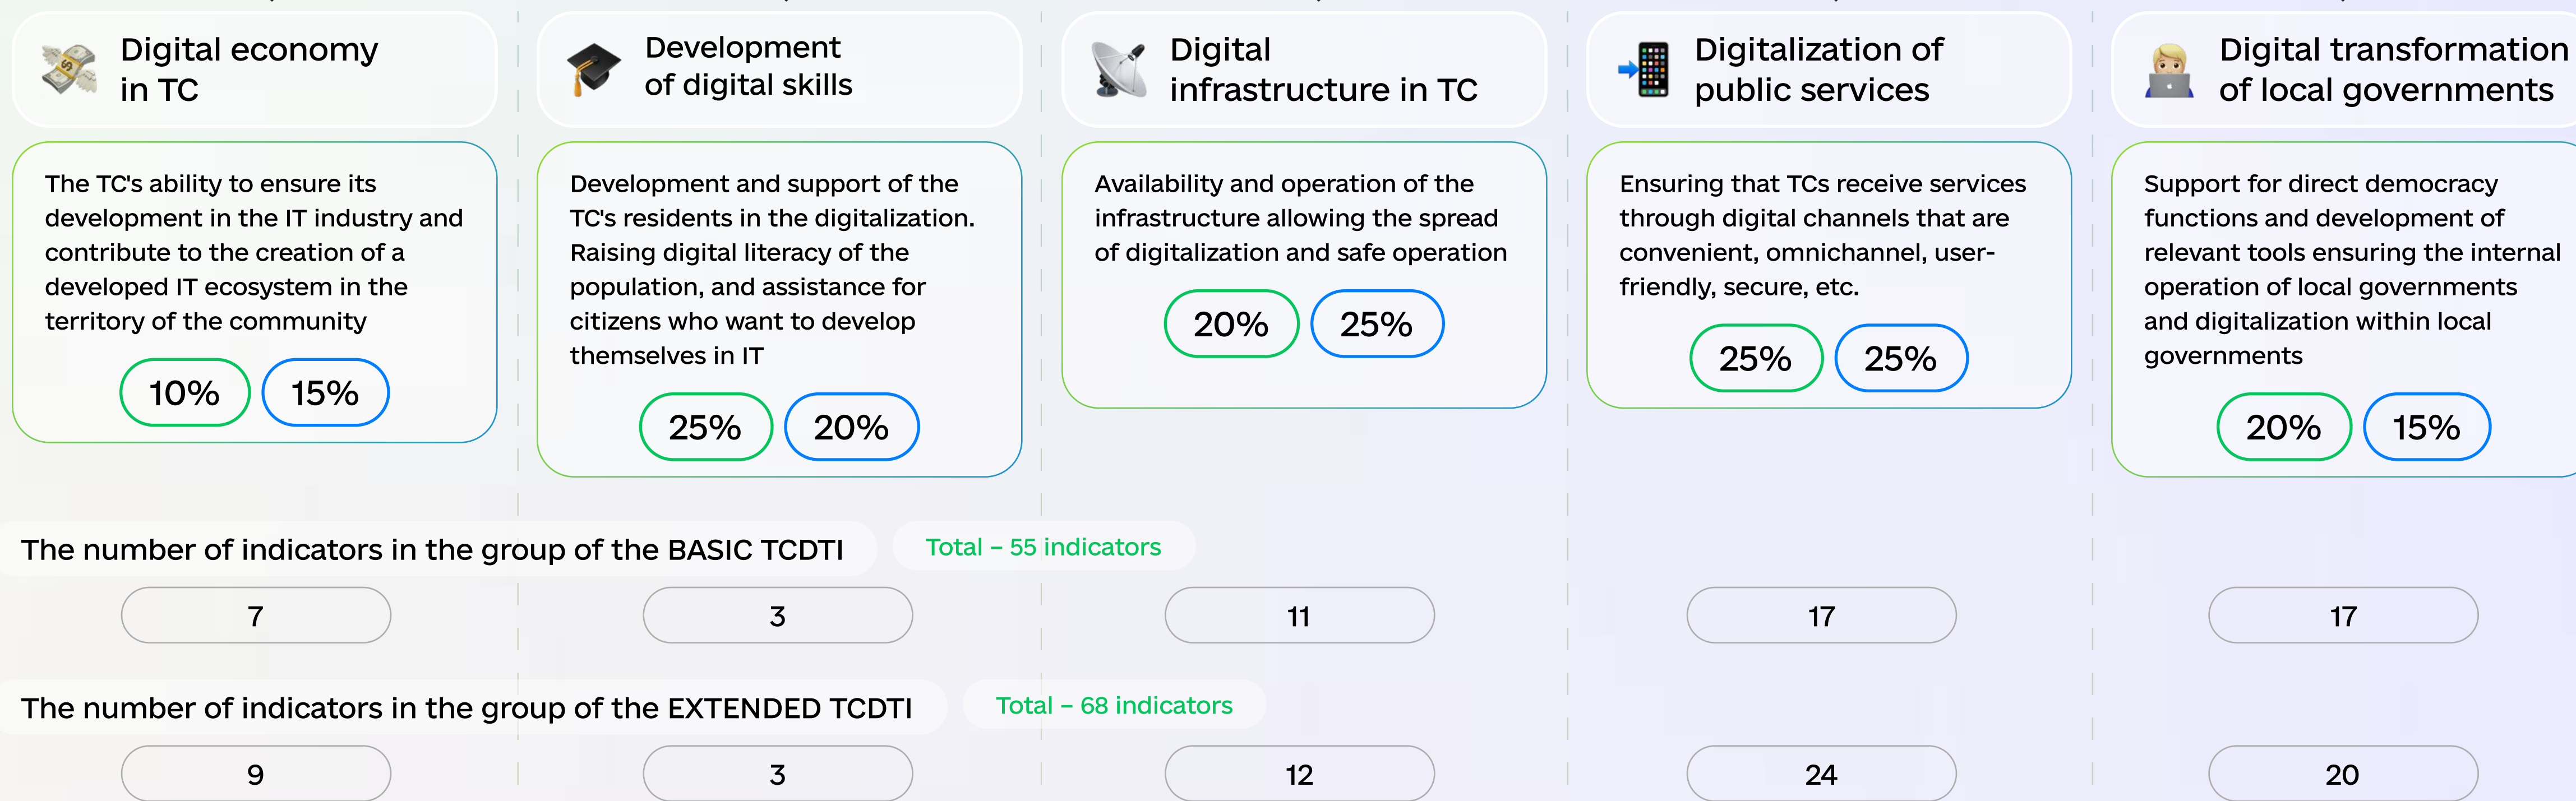 Digital economy
in TC
The TC's ability to ensure its
development in the IT industry and
contribute to the creation of a
developed IT ecosystem in the
territory of the community
10% 15%
Development
of digital skills
Development and support of the
TC's residents in the digitalization.
Raising digital literacy of the
population, and assistance for
citizens who want to develop
themselves in IT
25% 20%
Digital
infrastructure in TC
Availability and operation of the
infrastructure allowing the spread
of digitalization and safe operation
20% 25%
Digitalization of
public services
Ensuring that TCs receive services
through digital channels that are
convenient, omnichannel, user-
friendly, secure, etc.
25% 25%
Digital transformation
of local governments
Support for direct democracy
functions and development of
relevant tools ensuring the internal
operation of local governments
and digitalization within local
governments
20% 15%
The number of indicators in the group of the BASIC TCDTI Total – 55 indicators
7 3 11 17 17
The number of indicators in the group of the EXTENDED TCDTI Total – 68 indicators
9 3 12 24 20